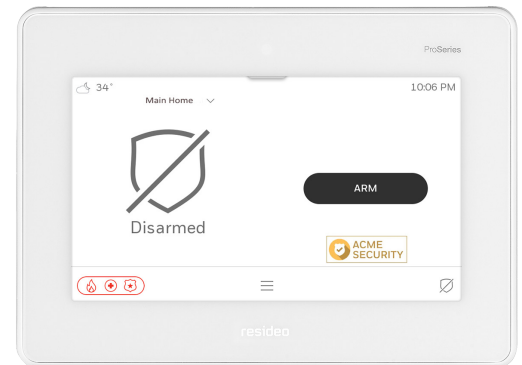 ProSeries
34°
10:06 PM
Main Home
Disarmed
ARM
ACME
SECURITY
resideo